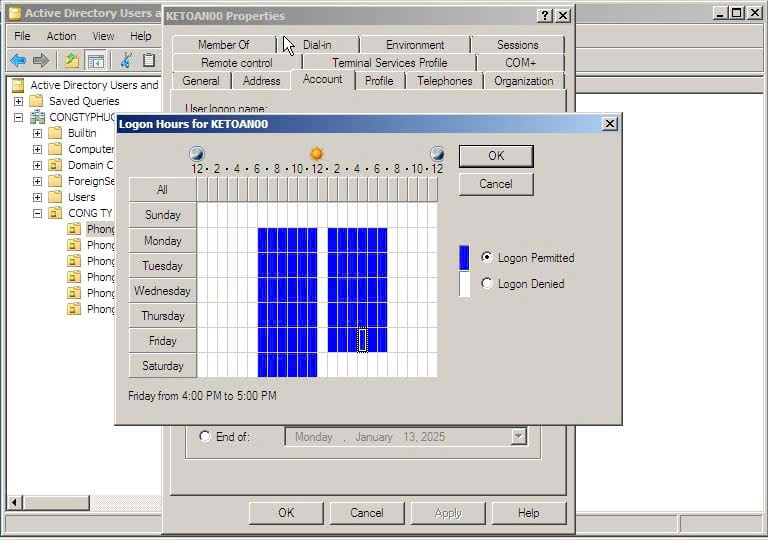 Active Directory Users a
KETOAN00 Properties
File Action View Help
Member Of Dial-in Environment Sessions
Remote control Terminal Services Profile COM+
General Address Account Profile Telephones Organization
User logon name:
Active Directory Users and
Saved Queries
CONGTYPHUC
Builtin
Computer
Domain C
ForeignSe
Users
CONG TY
Phong
Phong
Phong
Phong
Phong
Phong
Logon Hours for KETOAN00
12 · 2 · 4 · 6 · 8 · 10 · 12 · 2 · 4 · 6 · 8 · 10 · 12
All
Sunday
Monday
Tuesday
Wednesday
Thursday
Friday
Saturday
OK
Cancel
Logon Permitted
Logon Denied
Friday from 4:00 PM to 5:00 PM
End of: Monday , January 13, 2025
OK Cancel Apply Help